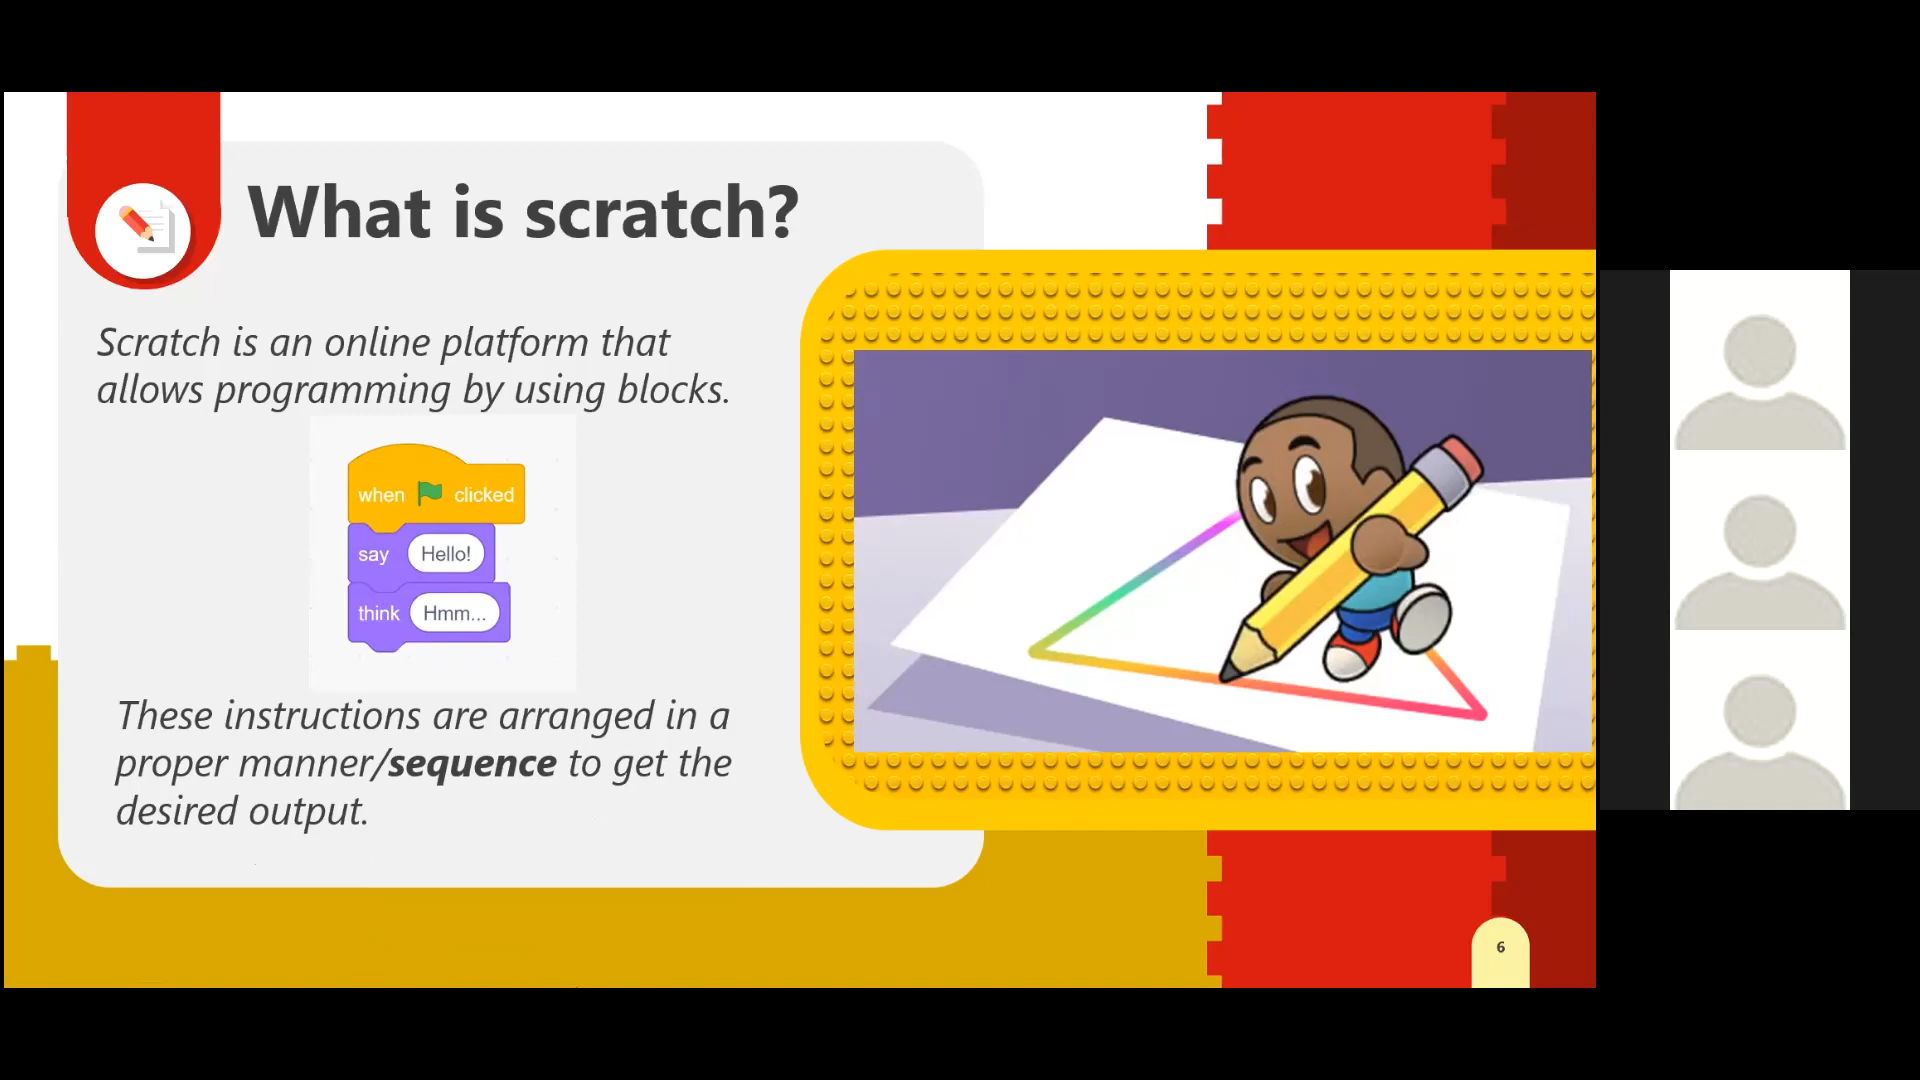 What is scratch?
Scratch is an online platform that
allows programming by using blocks.
when clicked
say Hello!
think Hmm...
These instructions are arranged in a
proper manner/sequence to get the
desired output.
6